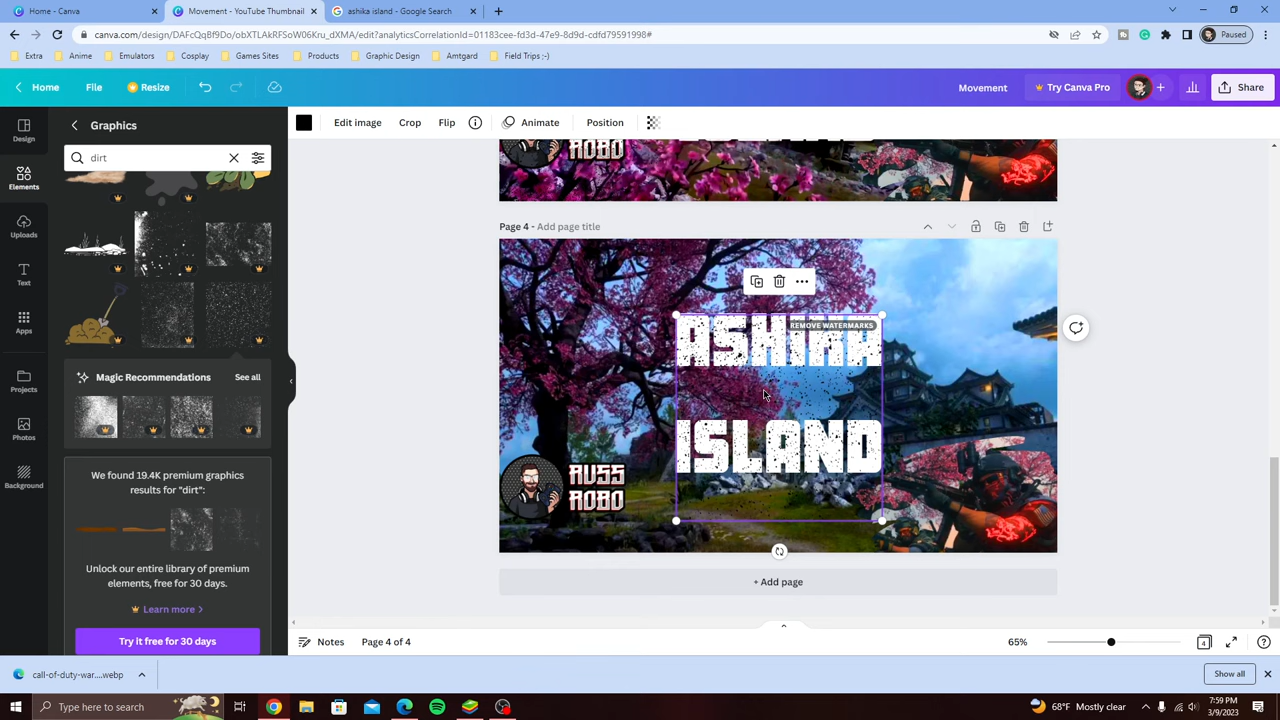 Home - Canva
Movement - YouTube Thumbnail
ashika island - Google Search
canva.com/design/DAFcQqBf9Do/obXTLAkRFSoW06Kru_dXMA/edit?analyticsCorrelationId=01183cee-fd3d-47e9-8d9d-cdfd79591998#
Paused
Extra
Anime
Emulators
Cosplay
Games Sites
Products
Graphic Design
Amtgard
Field Trips ;-)
Home
File
Resize
Movement
Try Canva Pro
Share
Design
Elements
Uploads
Text
Apps
Projects
Photos
Background
Graphics
dirt
Magic Recommendations
See all
We found 19.4K premium graphics
results for "dirt":
Unlock our entire library of premium
elements, free for 30 days.
Learn more >
Try it free for 30 days
Edit image
Crop
Flip
Animate
Position
ROBO
Page 4 - Add page title
REMOVE WATERMARKS
ASHIKA
ISLAND
RUSS
ROBO
+ Add page
Notes
Page 4 of 4
65%
4
call-of-duty-war....webp
Show all
Type here to search
68°F Mostly clear
7:59 PM
3/9/2023